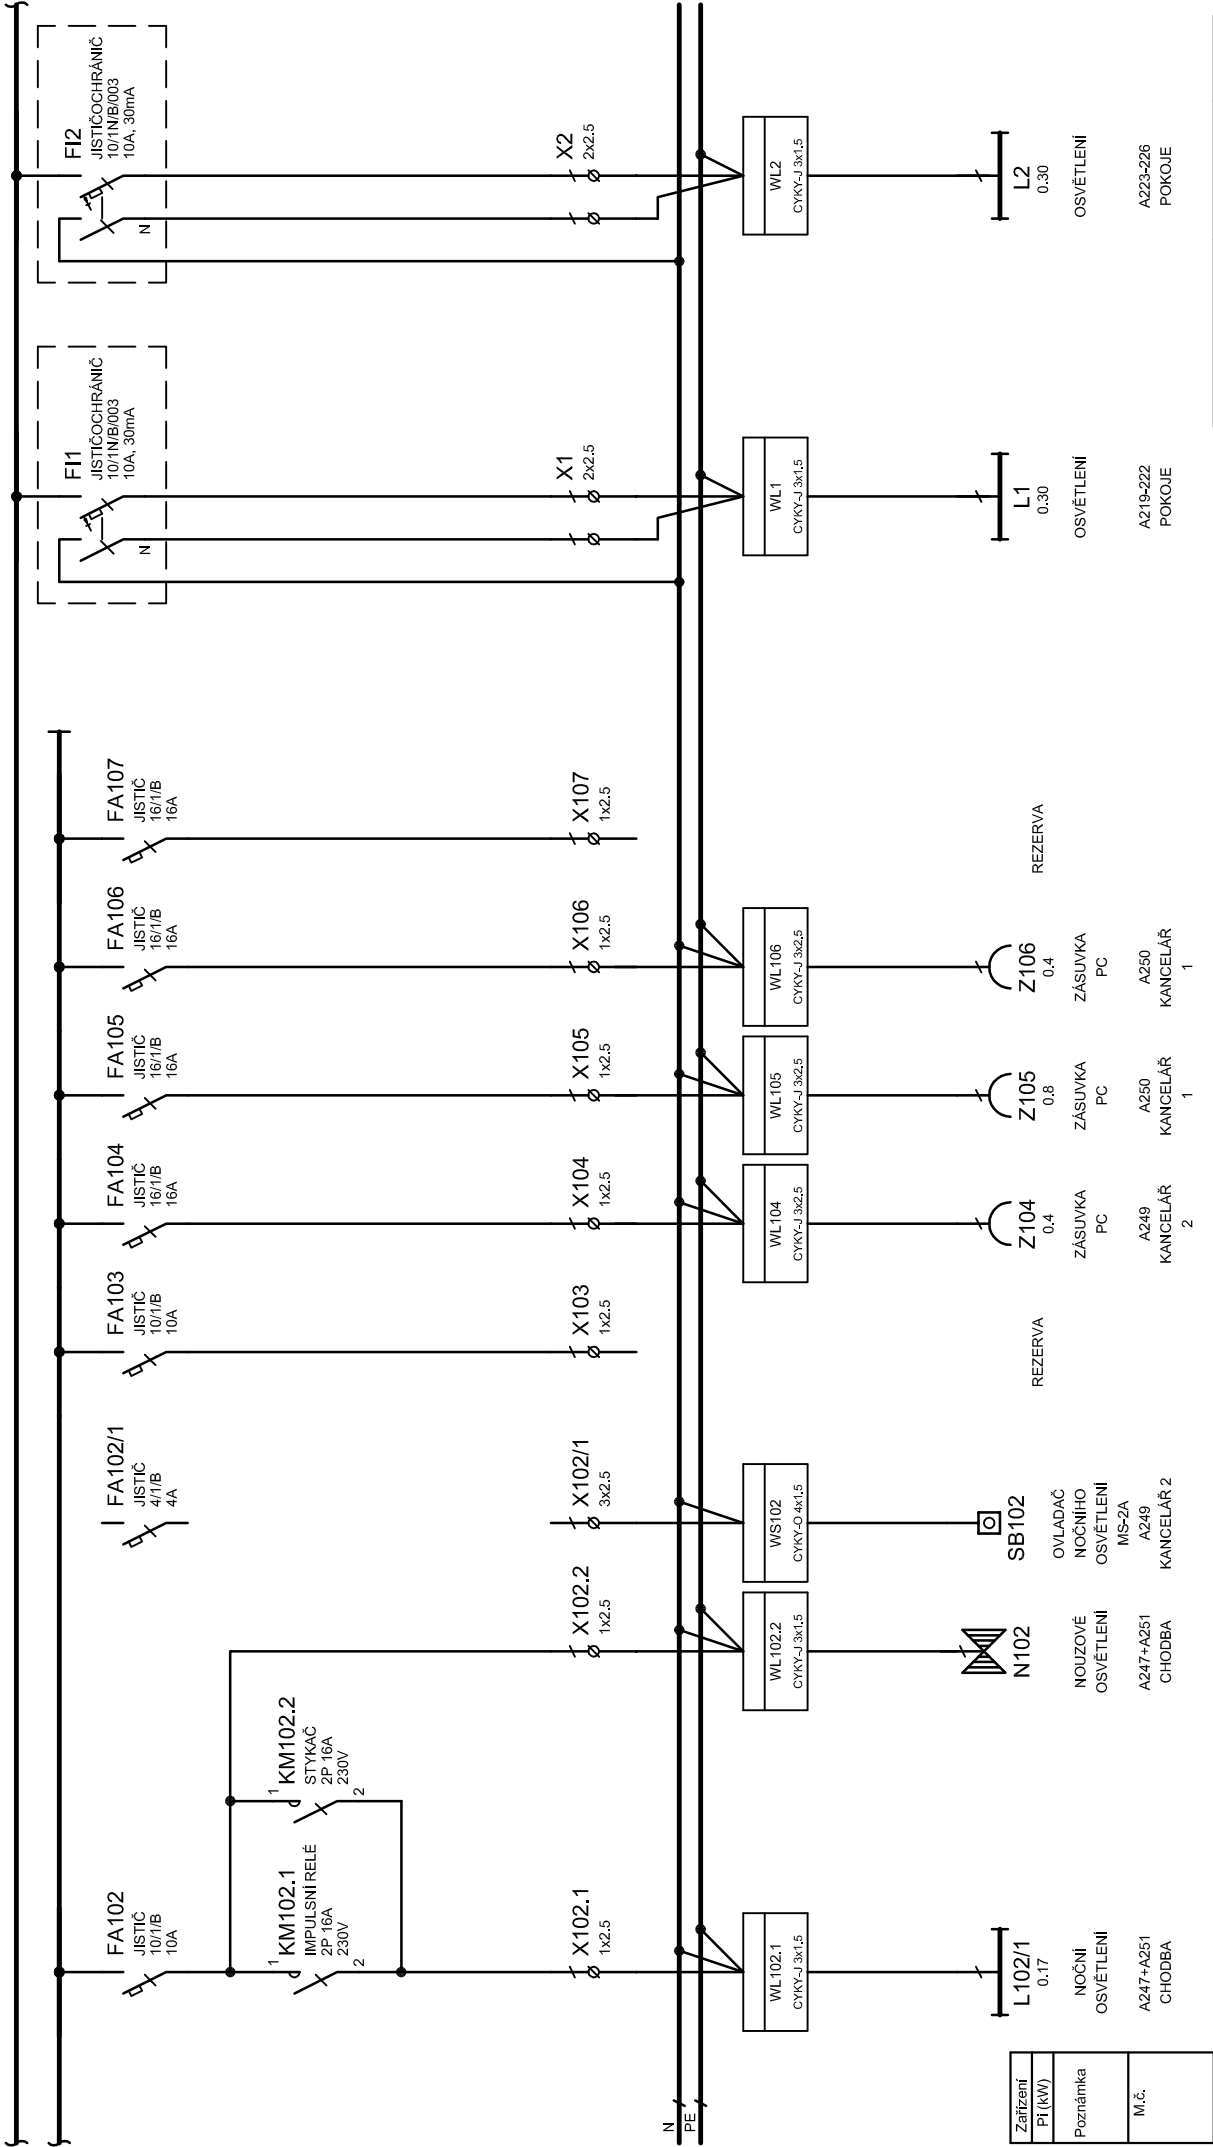 FA102
JISTIČ
10/1/B
10A
1
KM102.1
IMPULSNÍ RELÉ
2P 16A
230V
2
1
KM102.2
STYKAČ
2P 16A
230V
2
X102.1
1x2.5
WL102.1
CYKY-J 3x1.5
L102/1
0.17
NOČNÍ
OSVĚTLENÍ
A247+A251
CHODBA
X102.2
1x2.5
WL102.2
CYKY-J 3x1.5
N102
NOUZOVÉ
OSVĚTLENÍ
A247+A251
CHODBA
FA102/1
JISTIČ
4/1/B
4A
X102/1
3x2.5
WS102
CYKY-O 4x1.5
SB102
OVLADAČ
NOČNÍHO
OSVĚTLENÍ
MS-2A
A249
KANCELÁŘ 2
FA103
JISTIČ
10/1/B
10A
X103
1x2.5
REZERVA
FA104
JISTIČ
16/1/B
16A
X104
1x2.5
WL104
CYKY-J 3x2.5
Z104
0.4
ZÁSUVKA
PC
A249
KANCELÁŘ
2
FA105
JISTIČ
16/1/B
16A
X105
1x2.5
WL105
CYKY-J 3x2.5
Z105
0.8
ZÁSUVKA
PC
A250
KANCELÁŘ
1
FA106
JISTIČ
16/1/B
16A
X106
1x2.5
WL106
CYKY-J 3x2.5
Z106
0.4
ZÁSUVKA
PC
A250
KANCELÁŘ
1
FA107
JISTIČ
16/1/B
16A
X107
1x2.5
REZERVA
FI1
JISTIČOCHRÁNIČ
10/1N/B/003
10A, 30mA
N
X1
2x2.5
WL1
CYKY-J 3x1.5
L1
0.30
OSVĚTLENÍ
A219-222
POKOJE
FI2
JISTIČOCHRÁNIČ
10/1N/B/003
10A, 30mA
N
X2
2x2.5
WL2
CYKY-J 3x1.5
L2
0.30
OSVĚTLENÍ
A223-226
POKOJE
N
PE
Zařízení
Pi (kW)
Poznámka
M.č.